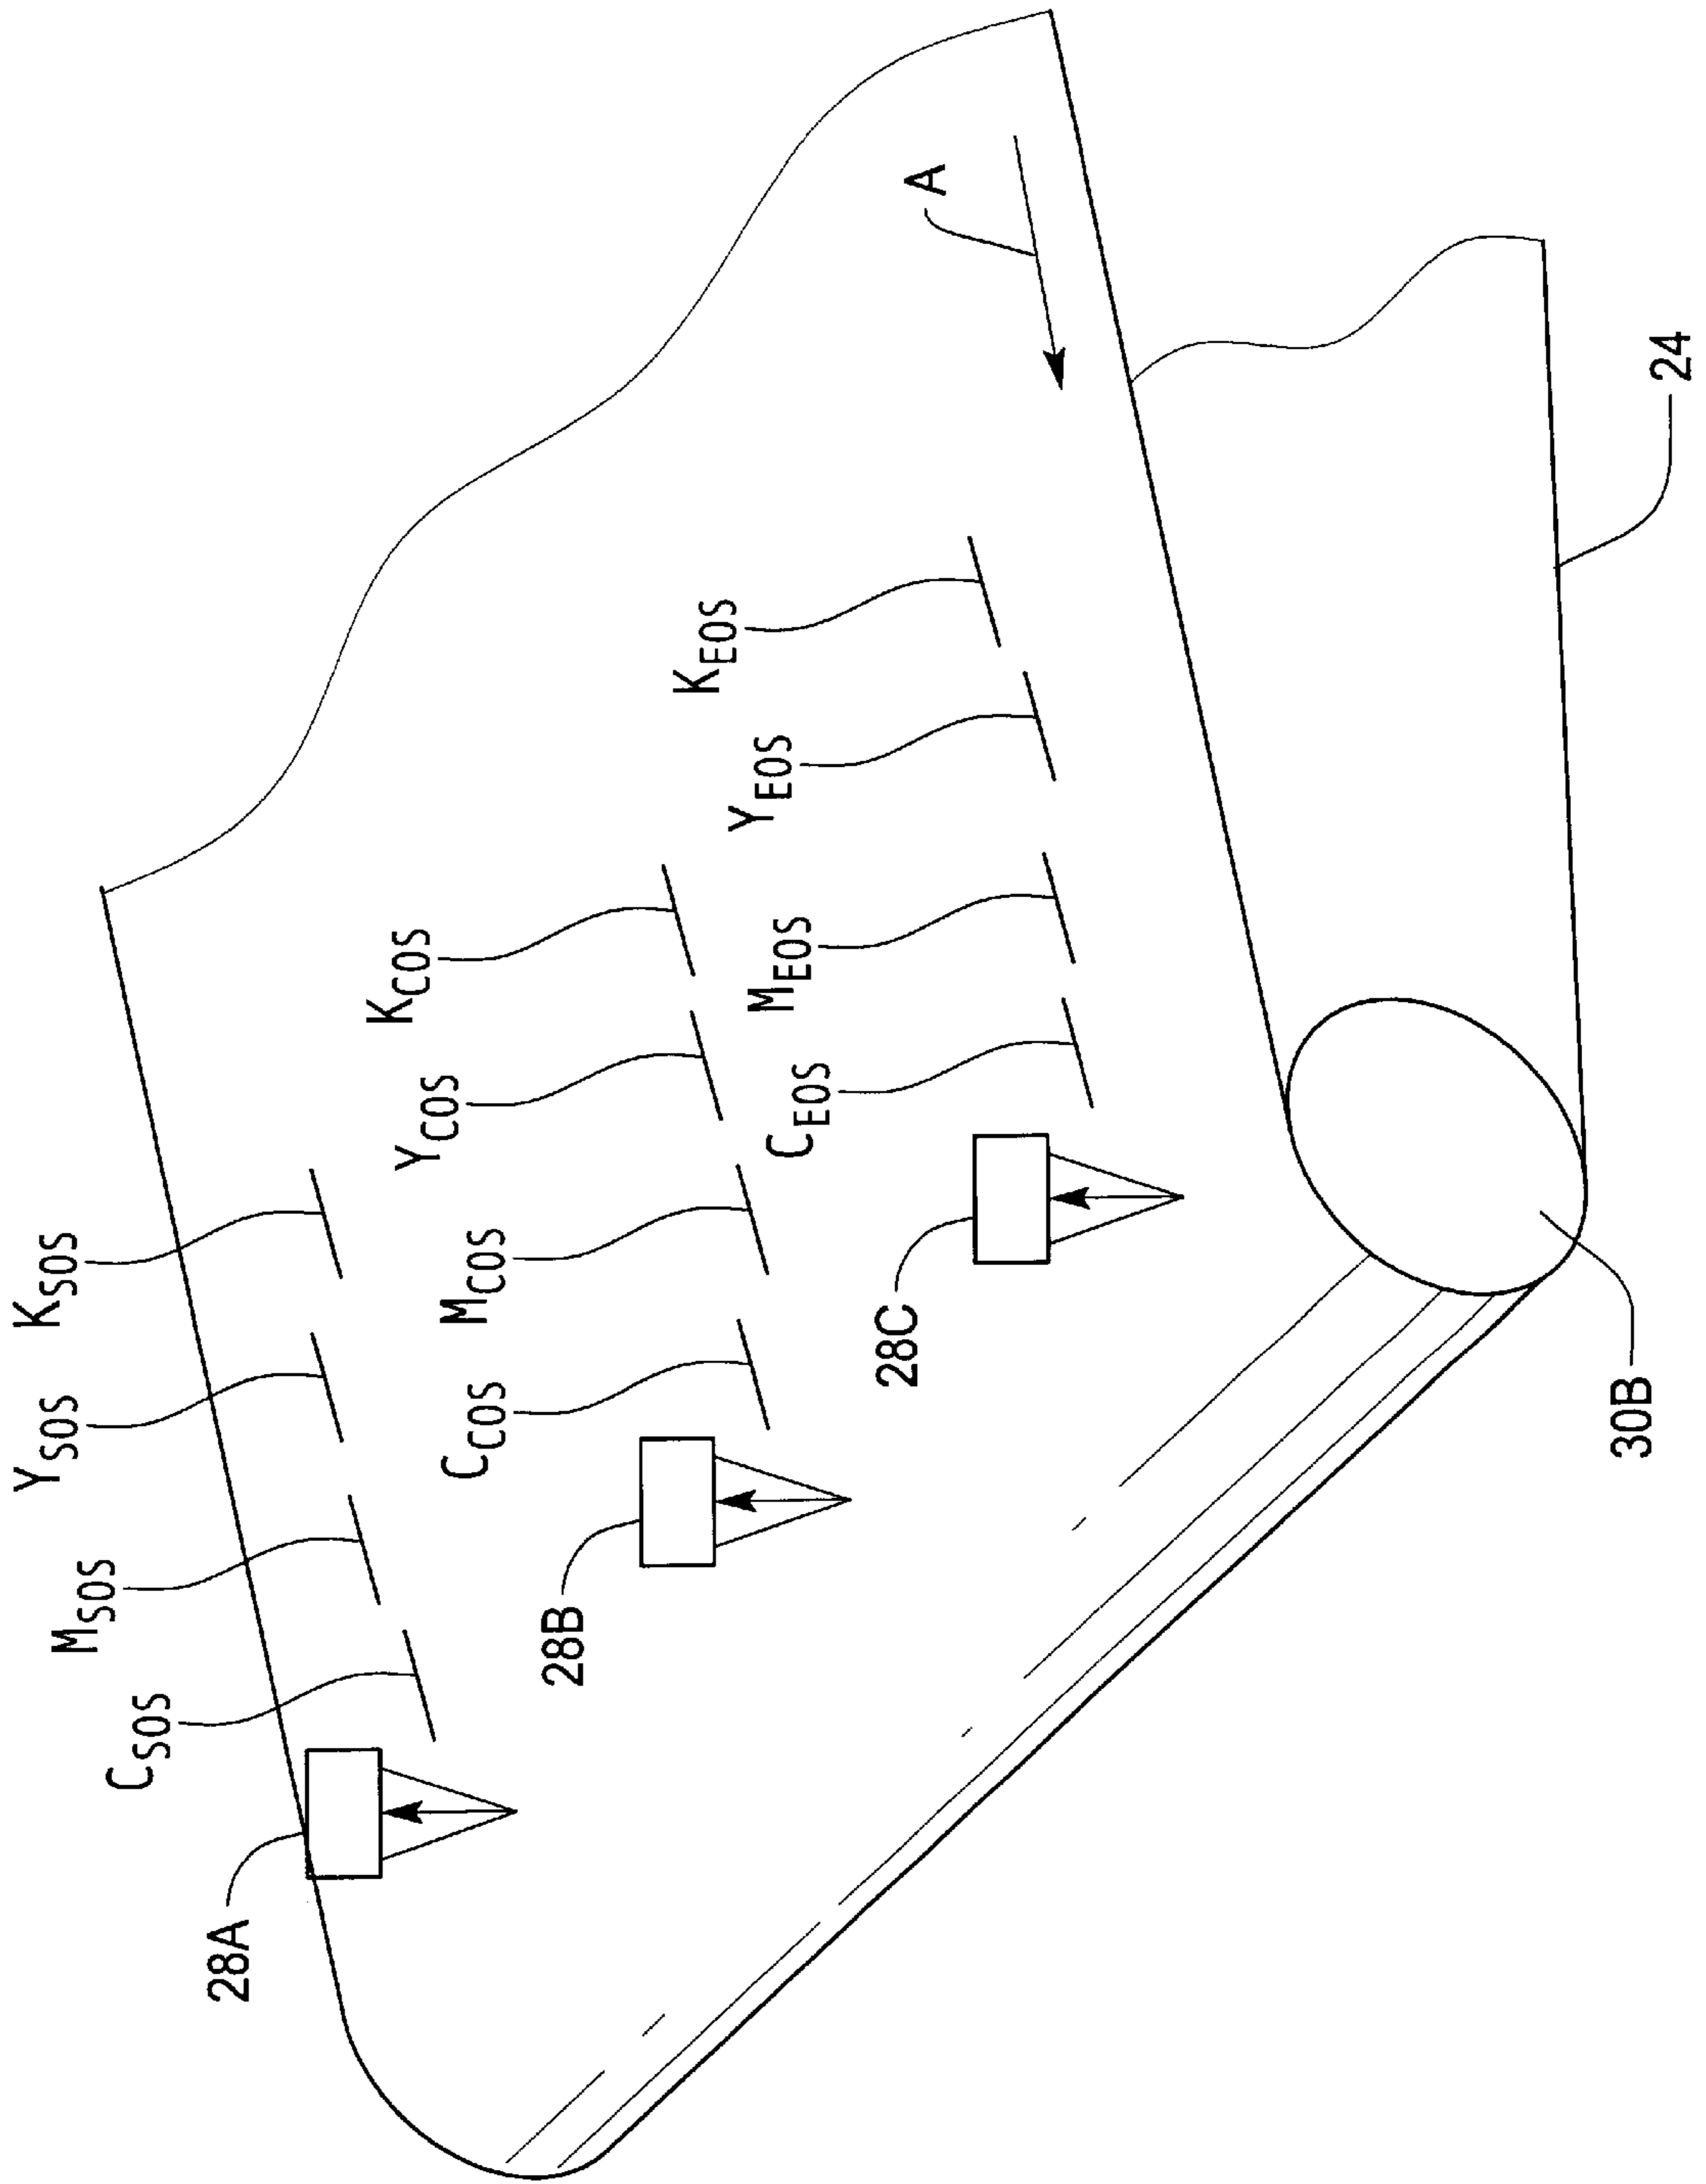 K_SOS
Y_SOS
M_SOS
C_SOS
28A
K_COS
Y_COS
M_COS
C_COS
28B
K_EOS
Y_EOS
M_EOS
C_EOS
28C
A
24
30B